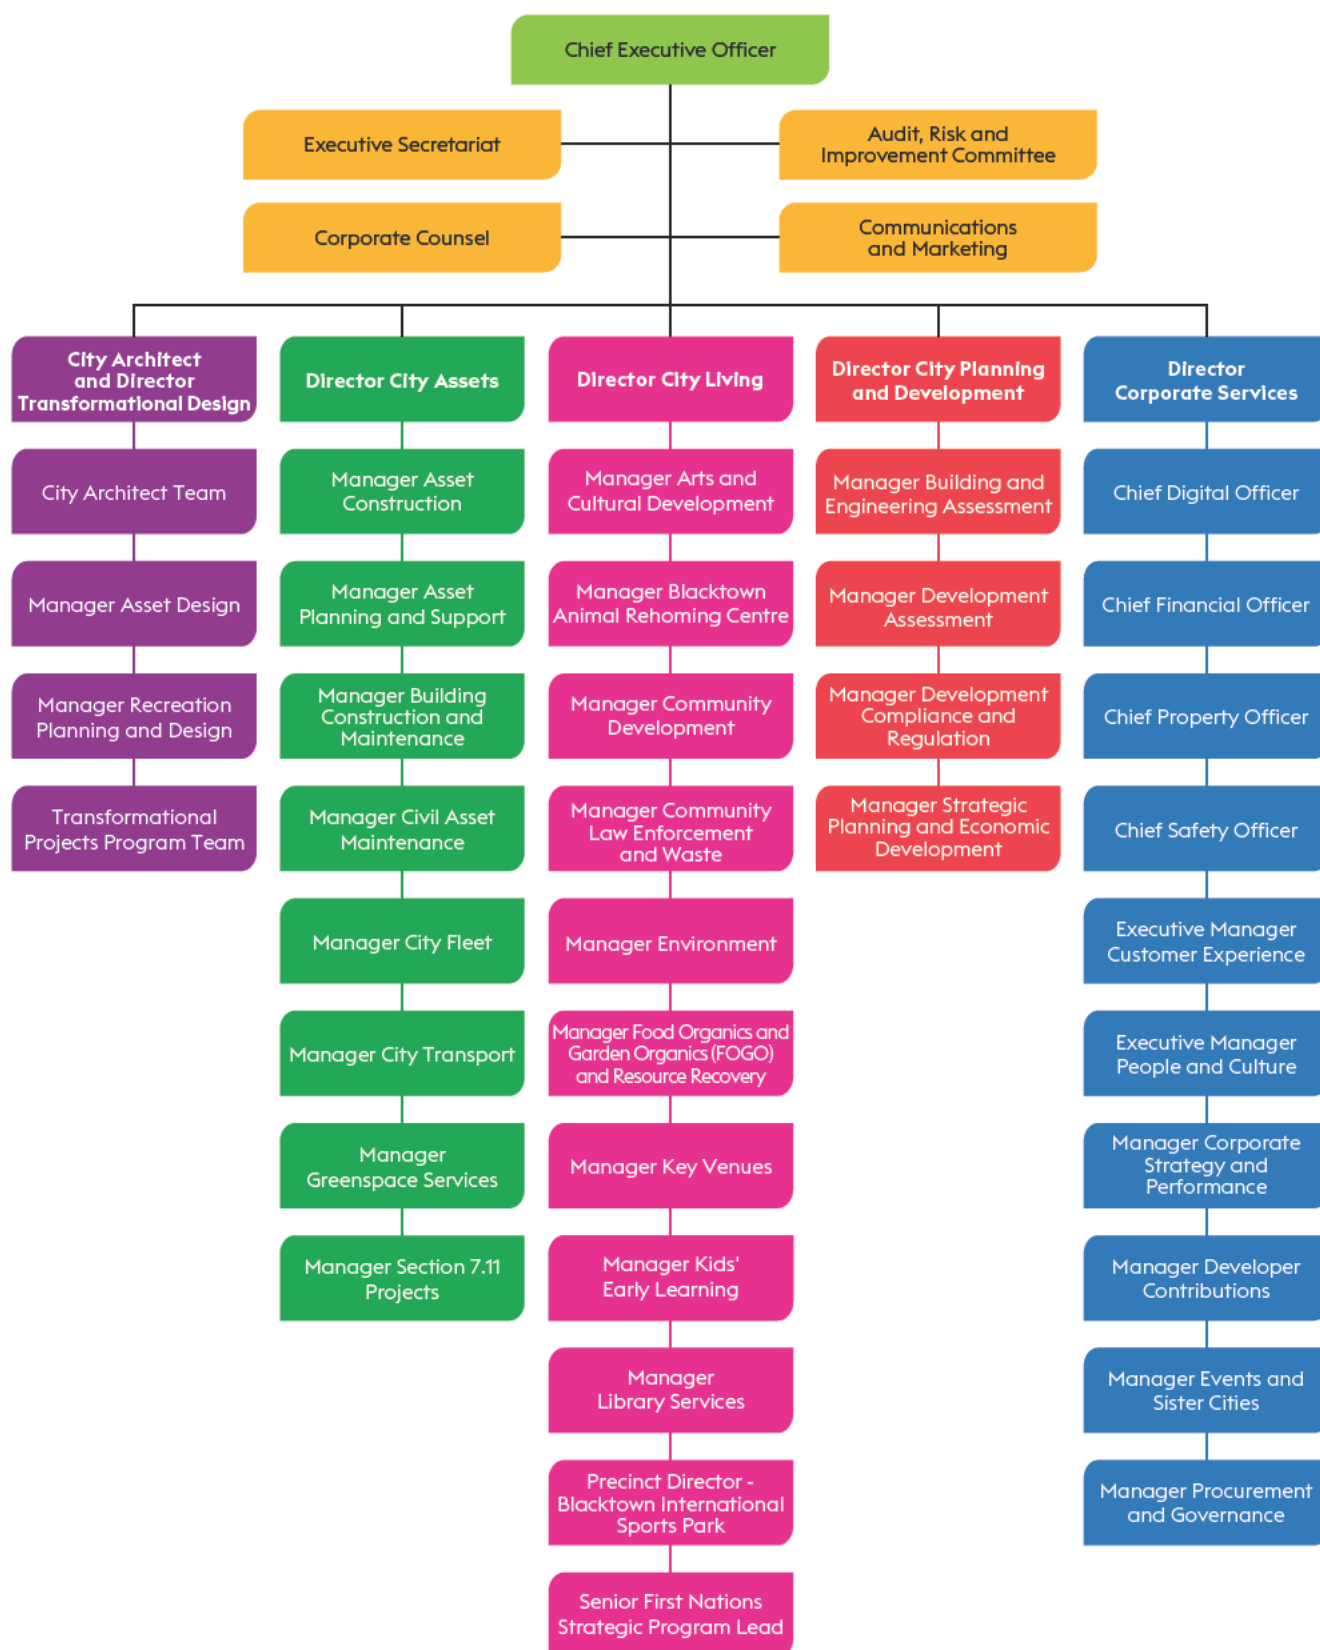 Chief Executive Officer
Executive Secretariat
Audit, Risk and
Improvement Committee
Corporate Counsel
Communications
and Marketing
City Architect
and Director
Transformational Design
City Architect Team
Manager Asset Design
Manager Recreation
Planning and Design
Transformational
Projects Program Team
Director City Assets
Manager Asset
Construction
Manager Asset
Planning and Support
Manager Building
Construction and
Maintenance
Manager Civil Asset
Maintenance
Manager City Fleet
Manager City Transport
Manager
Greenspace Services
Manager Section 7.11
Projects
Director City Living
Manager Arts and
Cultural Development
Manager Blacktown
Animal Rehoming Centre
Manager Community
Development
Manager Community
Law Enforcement
and Waste
Manager Environment
Manager Food Organics and
Garden Organics (FOGO)
and Resource Recovery
Manager Key Venues
Manager Kids'
Early Learning
Manager
Library Services
Precinct Director -
Blacktown International
Sports Park
Senior First Nations
Strategic Program Lead
Director City Planning
and Development
Manager Building and
Engineering Assessment
Manager Development
Assessment
Manager Development
Compliance and
Regulation
Manager Strategic
Planning and Economic
Development
Director
Corporate Services
Chief Digital Officer
Chief Financial Officer
Chief Property Officer
Chief Safety Officer
Executive Manager
Customer Experience
Executive Manager
People and Culture
Manager Corporate
Strategy and
Performance
Manager Developer
Contributions
Manager Events and
Sister Cities
Manager Procurement
and Governance